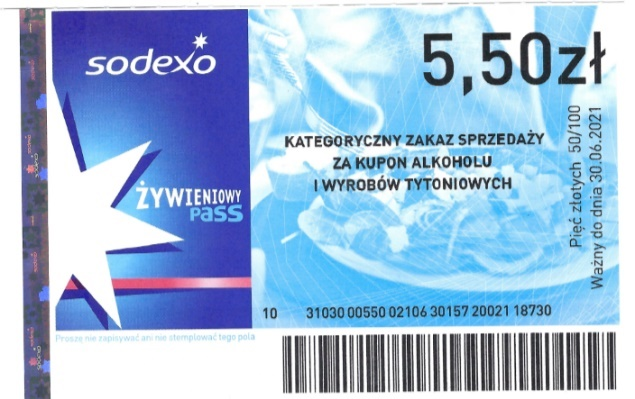 sodexo
5,50zł
KATEGORYCZNY ZAKAZ SPRZEDAŻY
ZA KUPON ALKOHOLU
I WYROBÓW TYTONIOWYCH
ŻYWIENIOWY
Pass
Pięć złotych 50/100
Ważny do dnia 30.06.2021
10 31030 00550 02106 30157 20021 18730
Proszę nie zapisywać ani nie stemplować tego pola
sodexo
sodexo